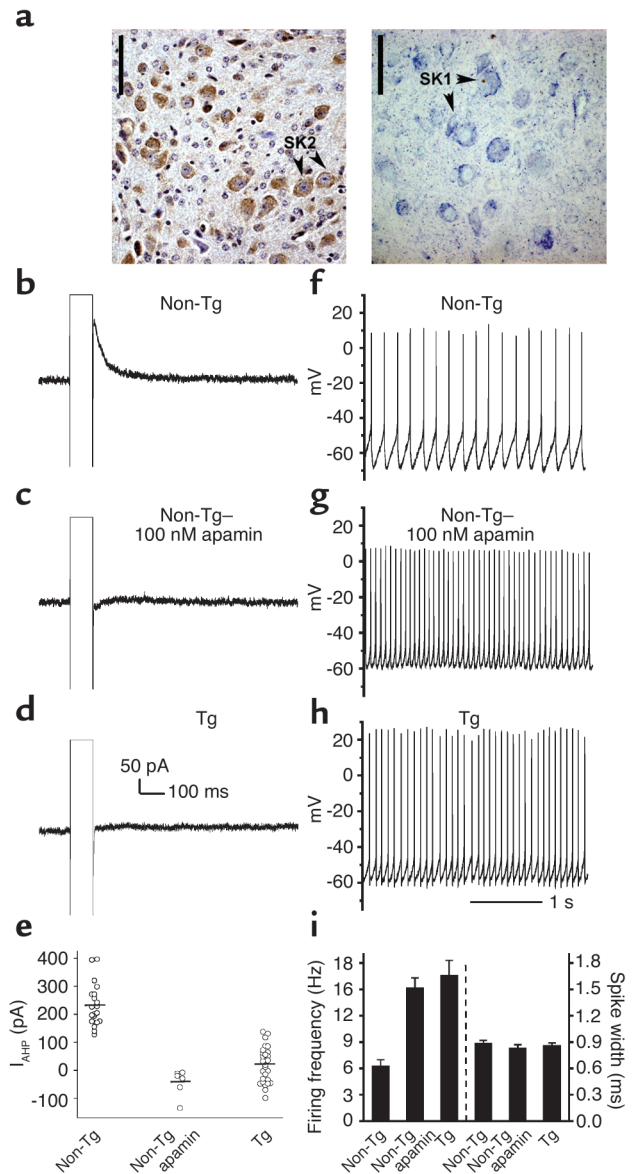 a
SK2
SK1
b
Non-Tg
c
Non-Tg–
100 nM apamin
d
Tg
50 pA
100 ms
e
400
300
200
100
0
-100
I_AHP (pA)
Non-Tg
Non-Tg
apamin
Tg
f
Non-Tg
20
0
-20
-40
-60
mV
g
Non-Tg–
100 nM apamin
20
0
-20
-40
-60
mV
h
Tg
20
0
-20
-40
-60
mV
1 s
i
18
15
12
9
6
3
0
Firing frequency (Hz)
1.8
1.5
1.2
0.9
0.6
0.3
0.0
Spike width (ms)
Non-Tg
Non-Tg
apamin
Tg
Non-Tg
Non-Tg
apamin
Tg